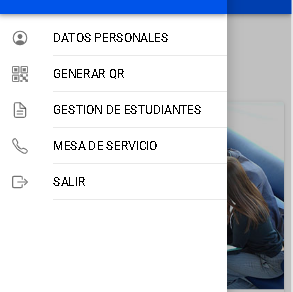 DATOS PERSONALES
GENERAR QR
GESTION DE ESTUDIANTES
MESA DE SERVICIO
SALIR